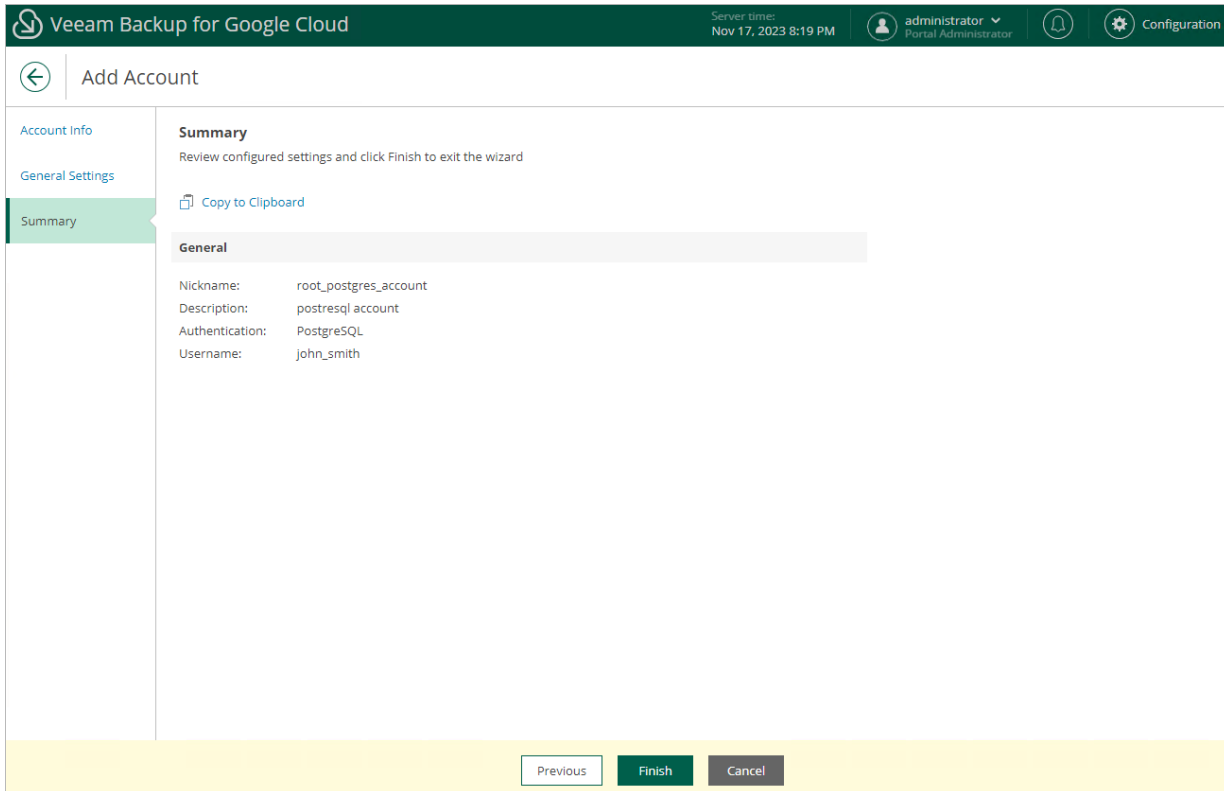 Veeam Backup for Google Cloud
Server time:
Nov 17, 2023 8:19 PM
administrator
Portal Administrator
Configuration
Add Account
Account Info
General Settings
Summary
Summary
Review configured settings and click Finish to exit the wizard
Copy to Clipboard
General
Nickname: root_postgres_account
Description: postresql account
Authentication: PostgreSQL
Username: john_smith
Previous Finish Cancel